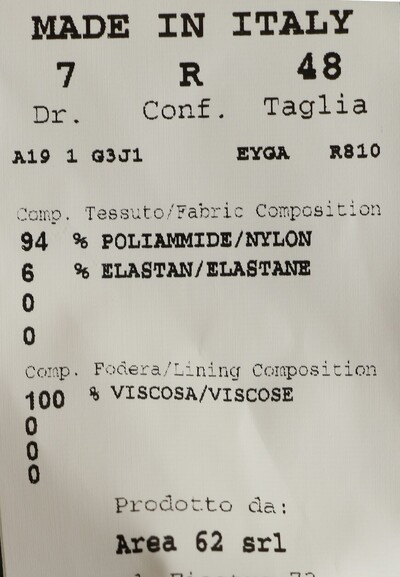 MADE IN ITALY
7 R 48
Dr. Conf. Taglia
A19 1 G3J1 EYGA R810
Comp. Tessuto/Fabric Composition
94 % POLIAMMIDE/NYLON
6 % ELASTAN/ELASTANE
0
0
Comp. Fodera/Lining Composition
100 % VISCOSA/VISCOSE
0
0
0
Prodotto da:
Area 62 srl